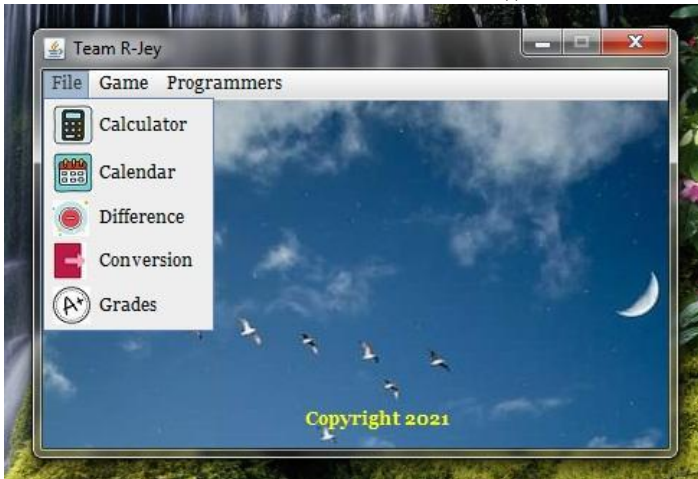 Team R-Jey
File Game Programmers
Calculator
Calendar
Difference
Conversion
A+ Grades
Copyright 2021